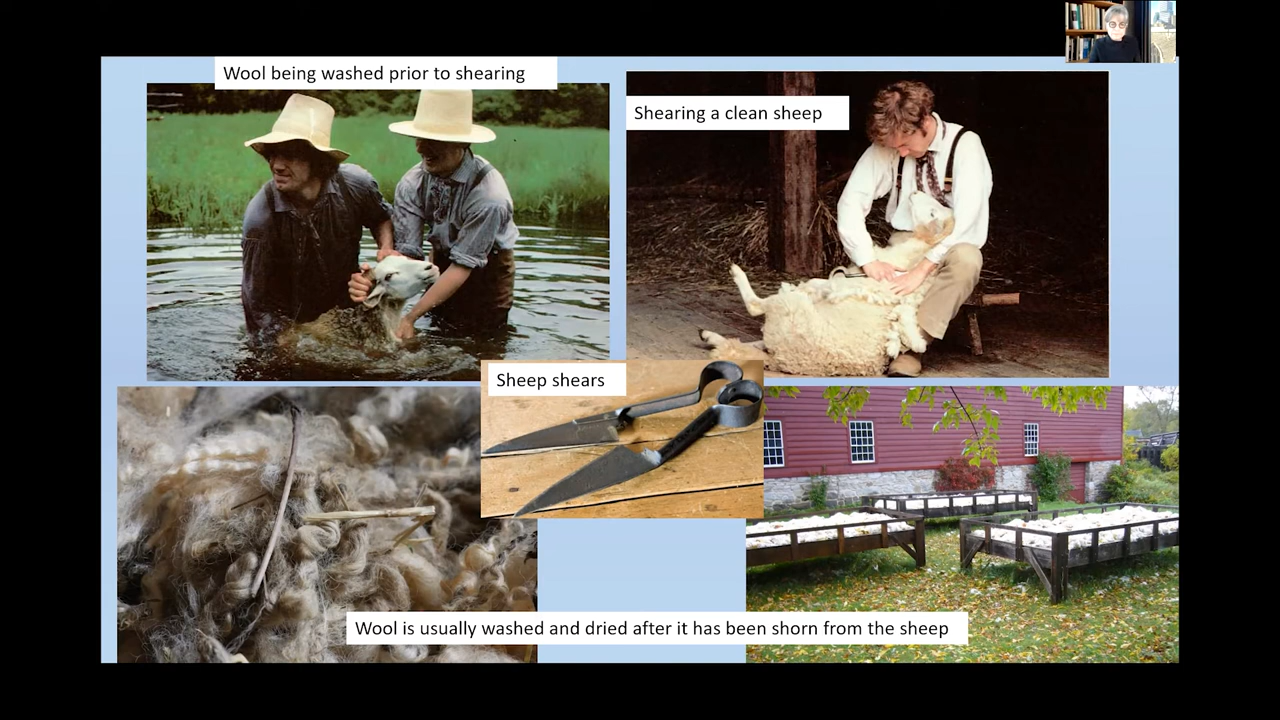 Wool being washed prior to shearing
Shearing a clean sheep
Sheep shears
Wool is usually washed and dried after it has been shorn from the sheep